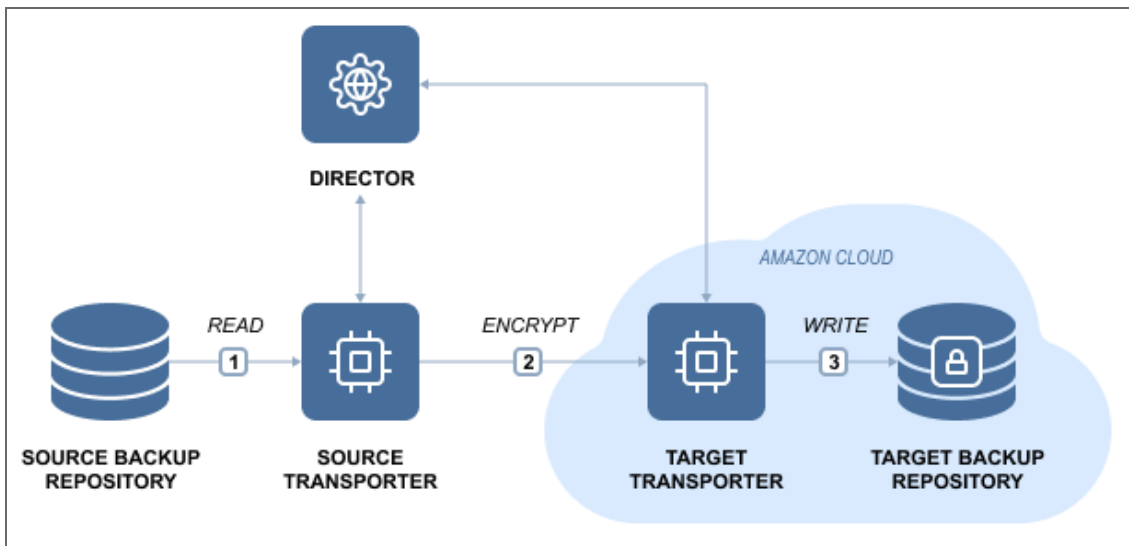 DIRECTOR
AMAZON CLOUD
READ
ENCRYPT
WRITE
1
2
3
SOURCE BACKUP
REPOSITORY
SOURCE
TRANSPORTER
TARGET
TRANSPORTER
TARGET BACKUP
REPOSITORY